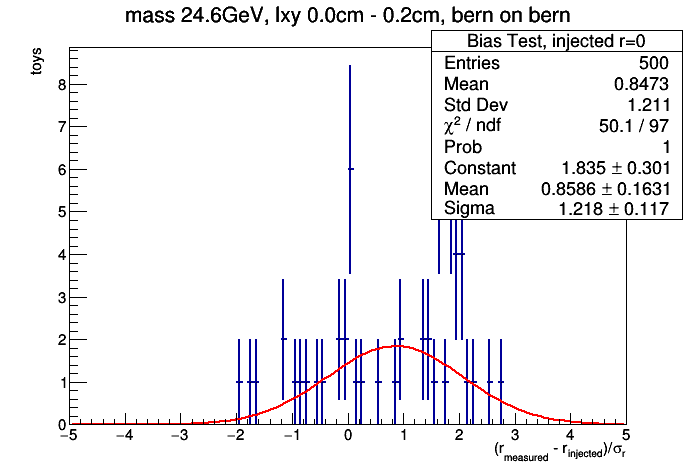 mass 24.6GeV, lxy 0.0cm - 0.2cm, bern on bern
toys
Bias Test, injected r=0
Entries 500
Mean 0.8473
Std Dev 1.211
χ² / ndf 50.1 / 97
Prob 1
Constant 1.835 ± 0.301
Mean 0.8586 ± 0.1631
Sigma 1.218 ± 0.117
8
7
6
5
4
3
2
1
0
−5 −4 −3 −2 −1 0 1 2 3 4 5
(r_measured - r_injected)/σ_r